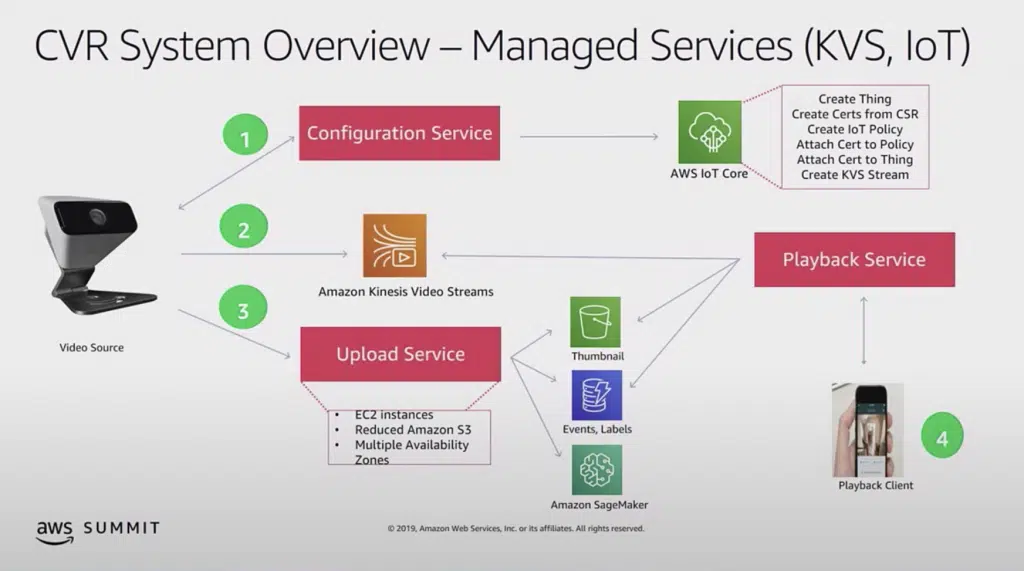 CVR System Overview – Managed Services (KVS, IoT)
1
Configuration Service
AWS IoT Core
Create Thing
Create Certs from CSR
Create IoT Policy
Attach Cert to Policy
Attach Cert to Thing
Create KVS Stream
2
Amazon Kinesis Video Streams
Playback Service
Video Source
3
Upload Service
• EC2 instances
• Reduced Amazon S3
• Multiple Availability
Zones
Thumbnail
Events, Labels
Amazon SageMaker
4
Playback Client
aws SUMMIT
© 2019, Amazon Web Services, Inc. or its affiliates. All rights reserved.